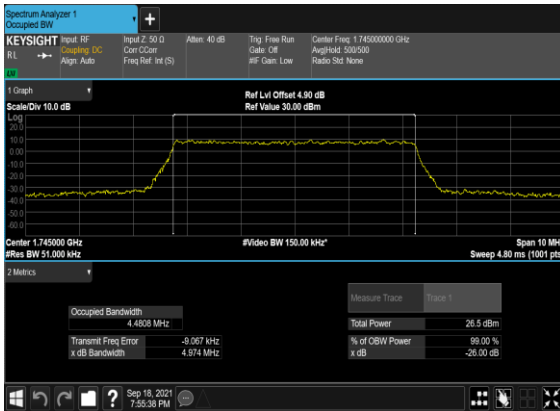 Spectrum Analyzer 1
Occupied BW
+
KEYSIGHT Input: RF Input Z: 50 Ω Atten: 40 dB Trig: Free Run Center Freq: 1.745000000 GHz
RL Coupling: DC Corr CCorr Gate: Off Avg|Hold: 500/500
Align: Auto Freq Ref: Int (S) #IF Gain: Low Radio Std: None
1 Graph
Ref Lvl Offset 4.90 dB
Scale/Div 10.0 dB Ref Value 30.00 dBm
Log
20.0
10.0
0.00
-10.0
-20.0
-30.0
-40.0
-50.0
-60.0
Center 1.745000 GHz #Video BW 150.00 kHz* Span 10 MH
#Res BW 51.000 kHz Sweep 4.80 ms (1001 pts
2 Metrics
Measure Trace Trace 1
Occupied Bandwidth
4.4808 MHz Total Power 26.5 dBm
Transmit Freq Error -9.067 kHz % of OBW Power 99.00 %
x dB Bandwidth 4.974 MHz x dB -26.00 dB
? Sep 18, 2021
7:55:38 PM